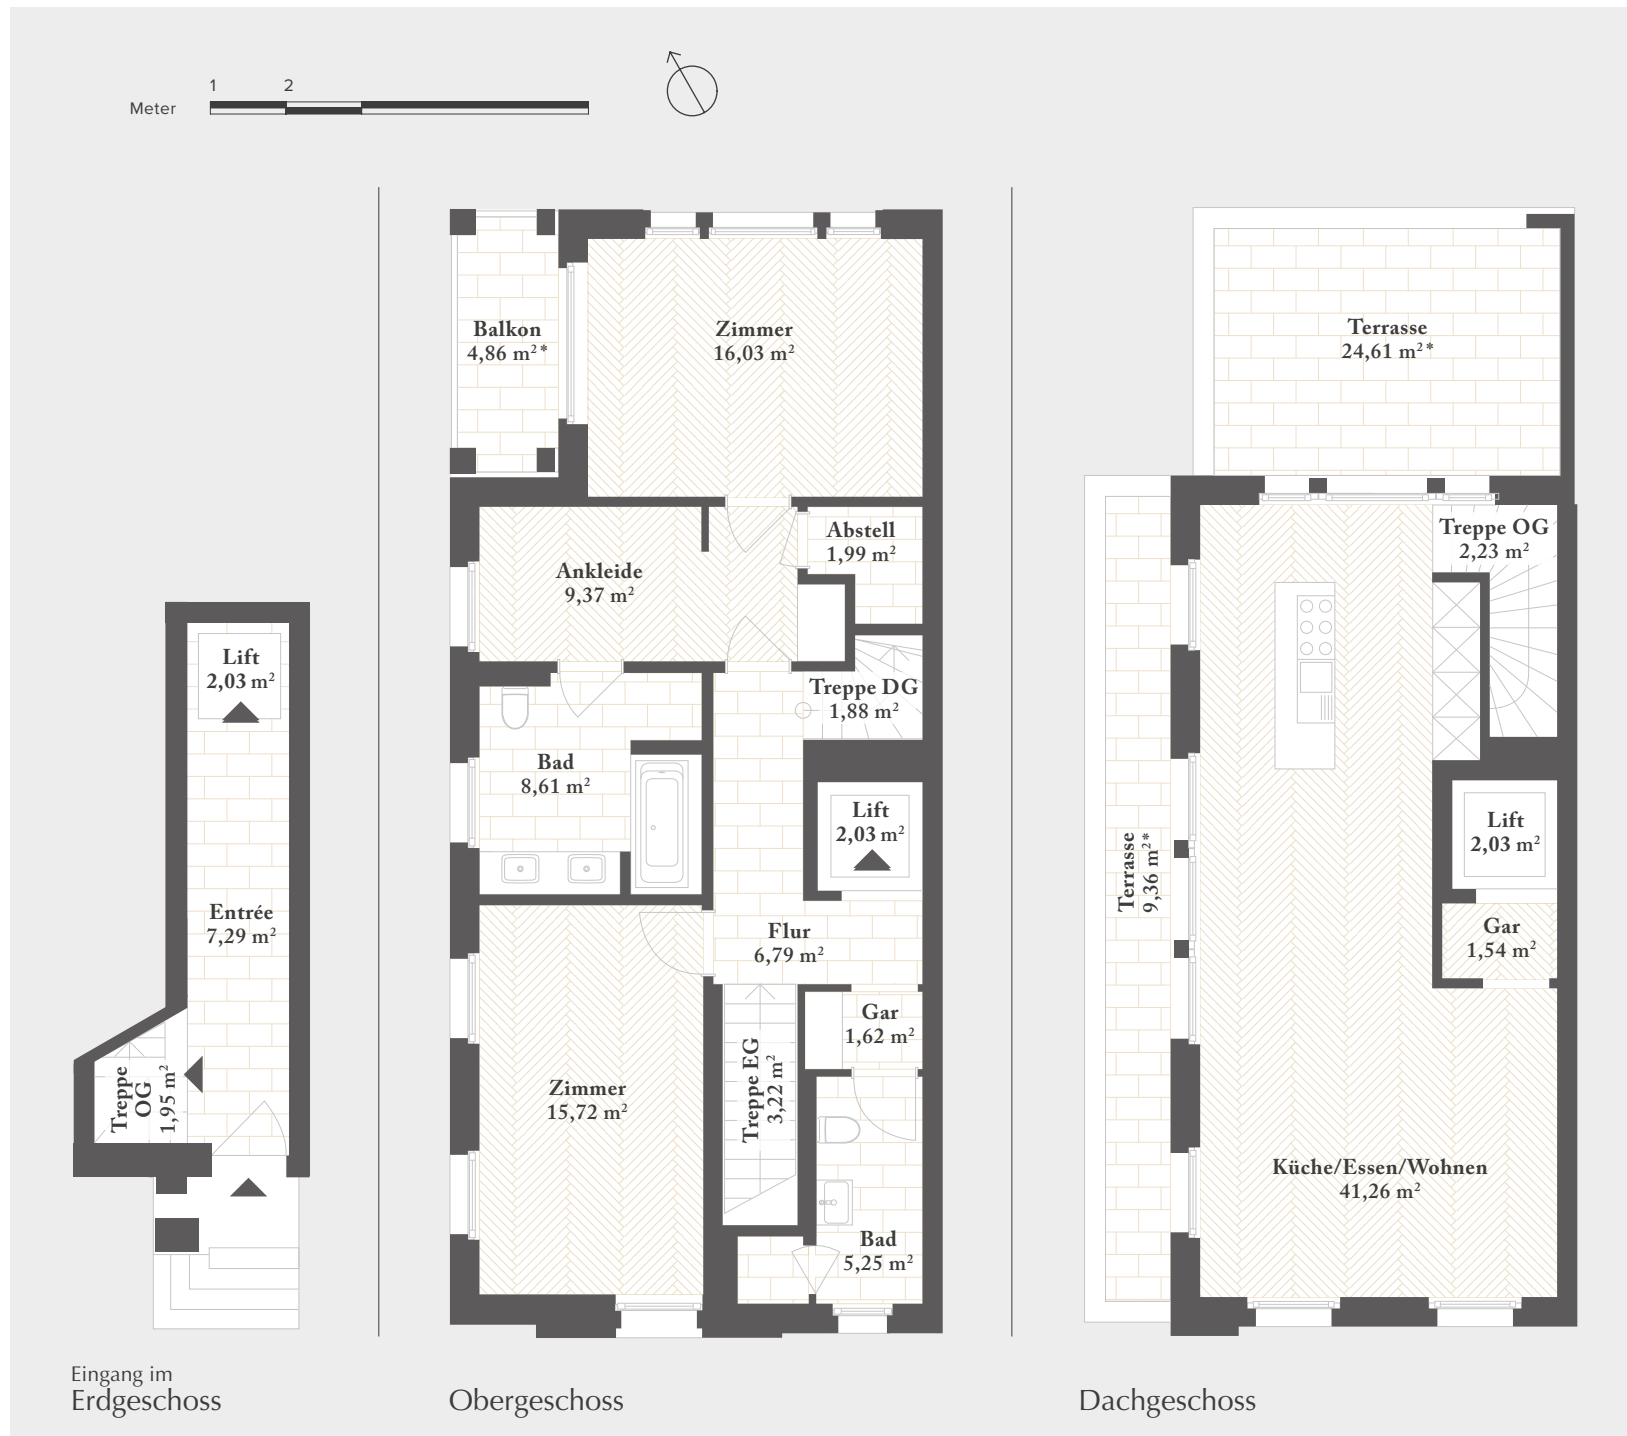 1 2
Meter
Lift
2,03 m²
Entrée
7,29 m²
Treppe
OG
1,95 m²
Eingang im
Erdgeschoss
Balkon
4,86 m²*
Zimmer
16,03 m²
Abstell
1,99 m²
Ankleide
9,37 m²
Treppe DG
1,88 m²
Bad
8,61 m²
Lift
2,03 m²
Flur
6,79 m²
Gar
1,62 m²
Treppe EG
3,22 m²
Zimmer
15,72 m²
Bad
5,25 m²
Obergeschoss
Terrasse
24,61 m²*
Treppe OG
2,23 m²
Terrasse
9,36 m²*
Lift
2,03 m²
Gar
1,54 m²
Küche/Essen/Wohnen
41,26 m²
Dachgeschoss